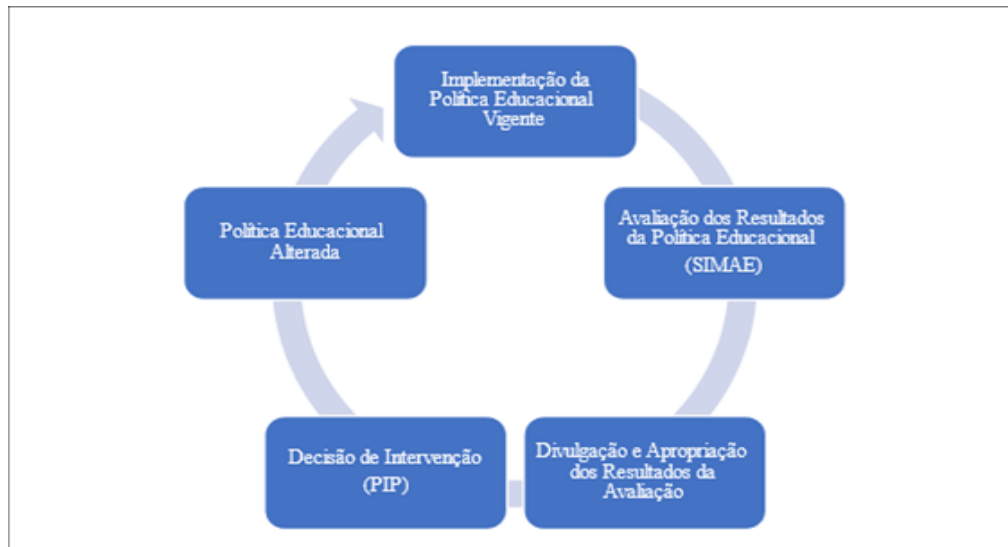 Implementação da
Política Educacional
Vigente
Avaliação dos Resultados
da Política Educacional
(SIMAE)
Divulgação e Apropriação
dos Resultados da
Avaliação
Decisão de Intervenção
(PIP)
Política Educacional
Alterada